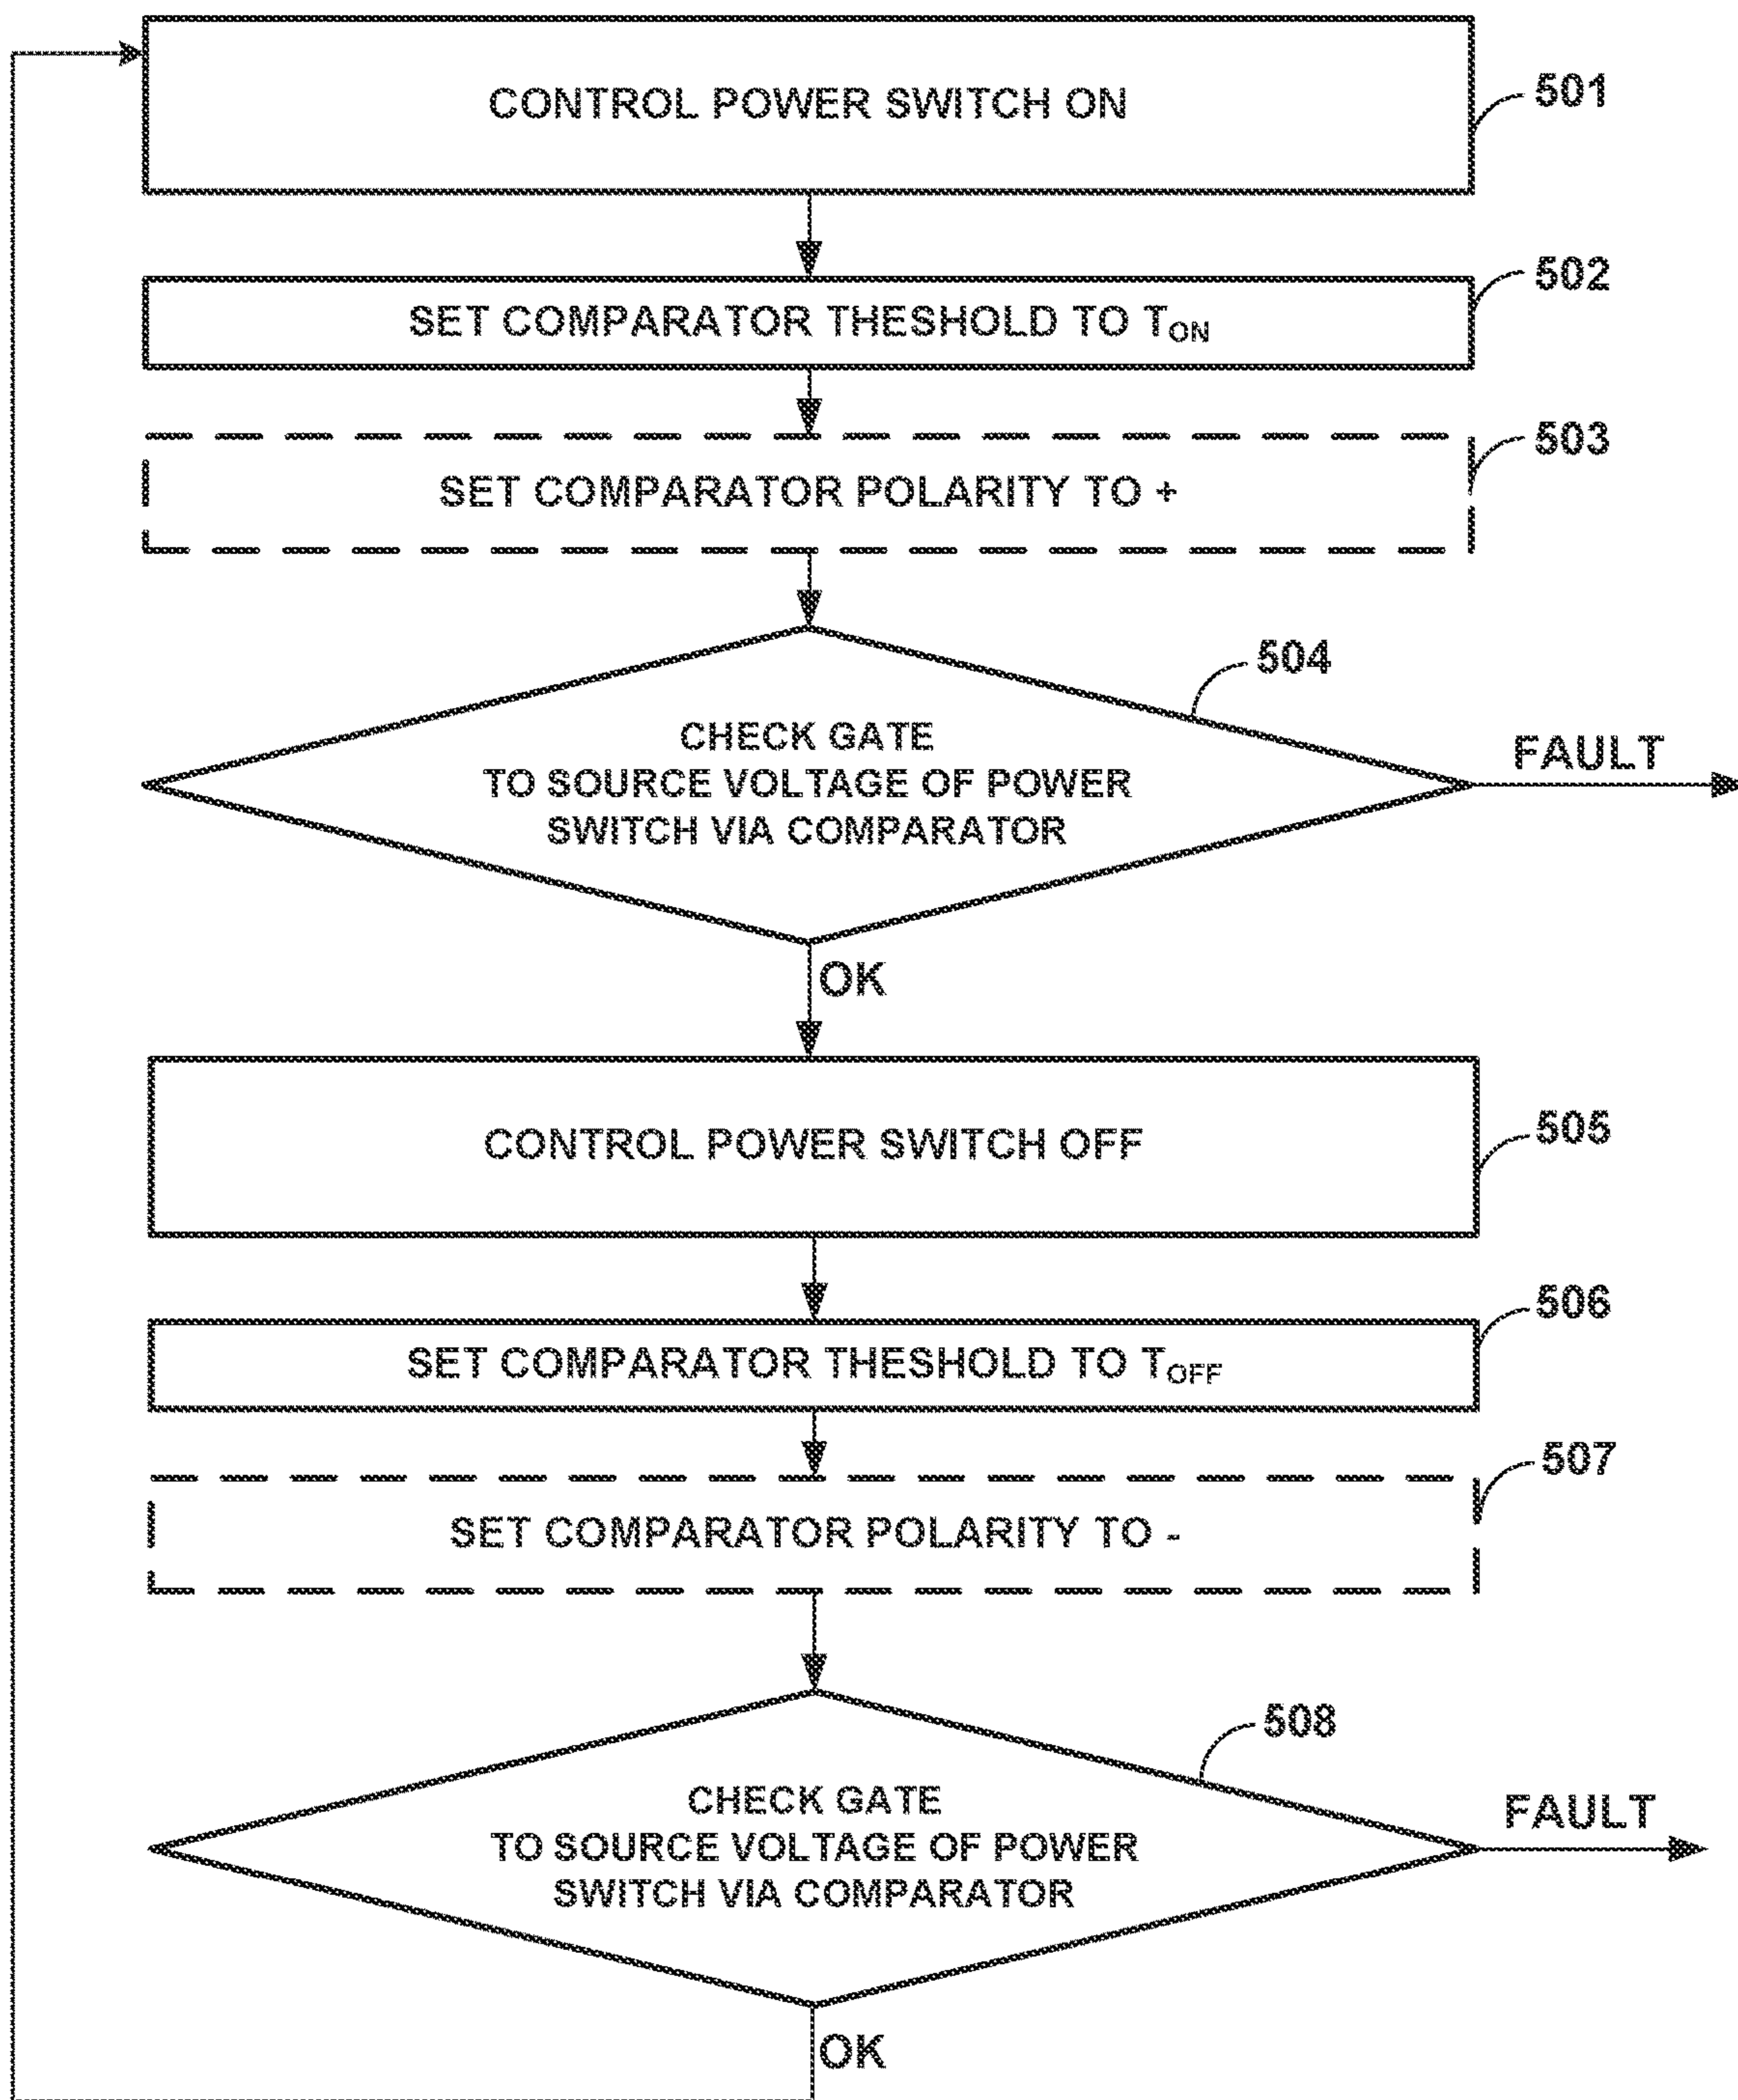 CONTROL POWER SWITCH ON
501
502
SET COMPARATOR THESHOLD TO TON
503
SET COMPARATOR POLARITY TO +
504
CHECK GATE
TO SOURCE VOLTAGE OF POWER
SWITCH VIA COMPARATOR
FAULT
OK
CONTROL POWER SWITCH OFF
505
506
SET COMPARATOR THESHOLD TO TOFF
507
SET COMPARATOR POLARITY TO -
508
CHECK GATE
TO SOURCE VOLTAGE OF POWER
SWITCH VIA COMPARATOR
FAULT
OK